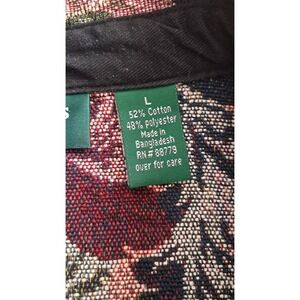 S
L
52% Cotton
48% polyester
Made in
Bangladesh
RN# 88779
over for care